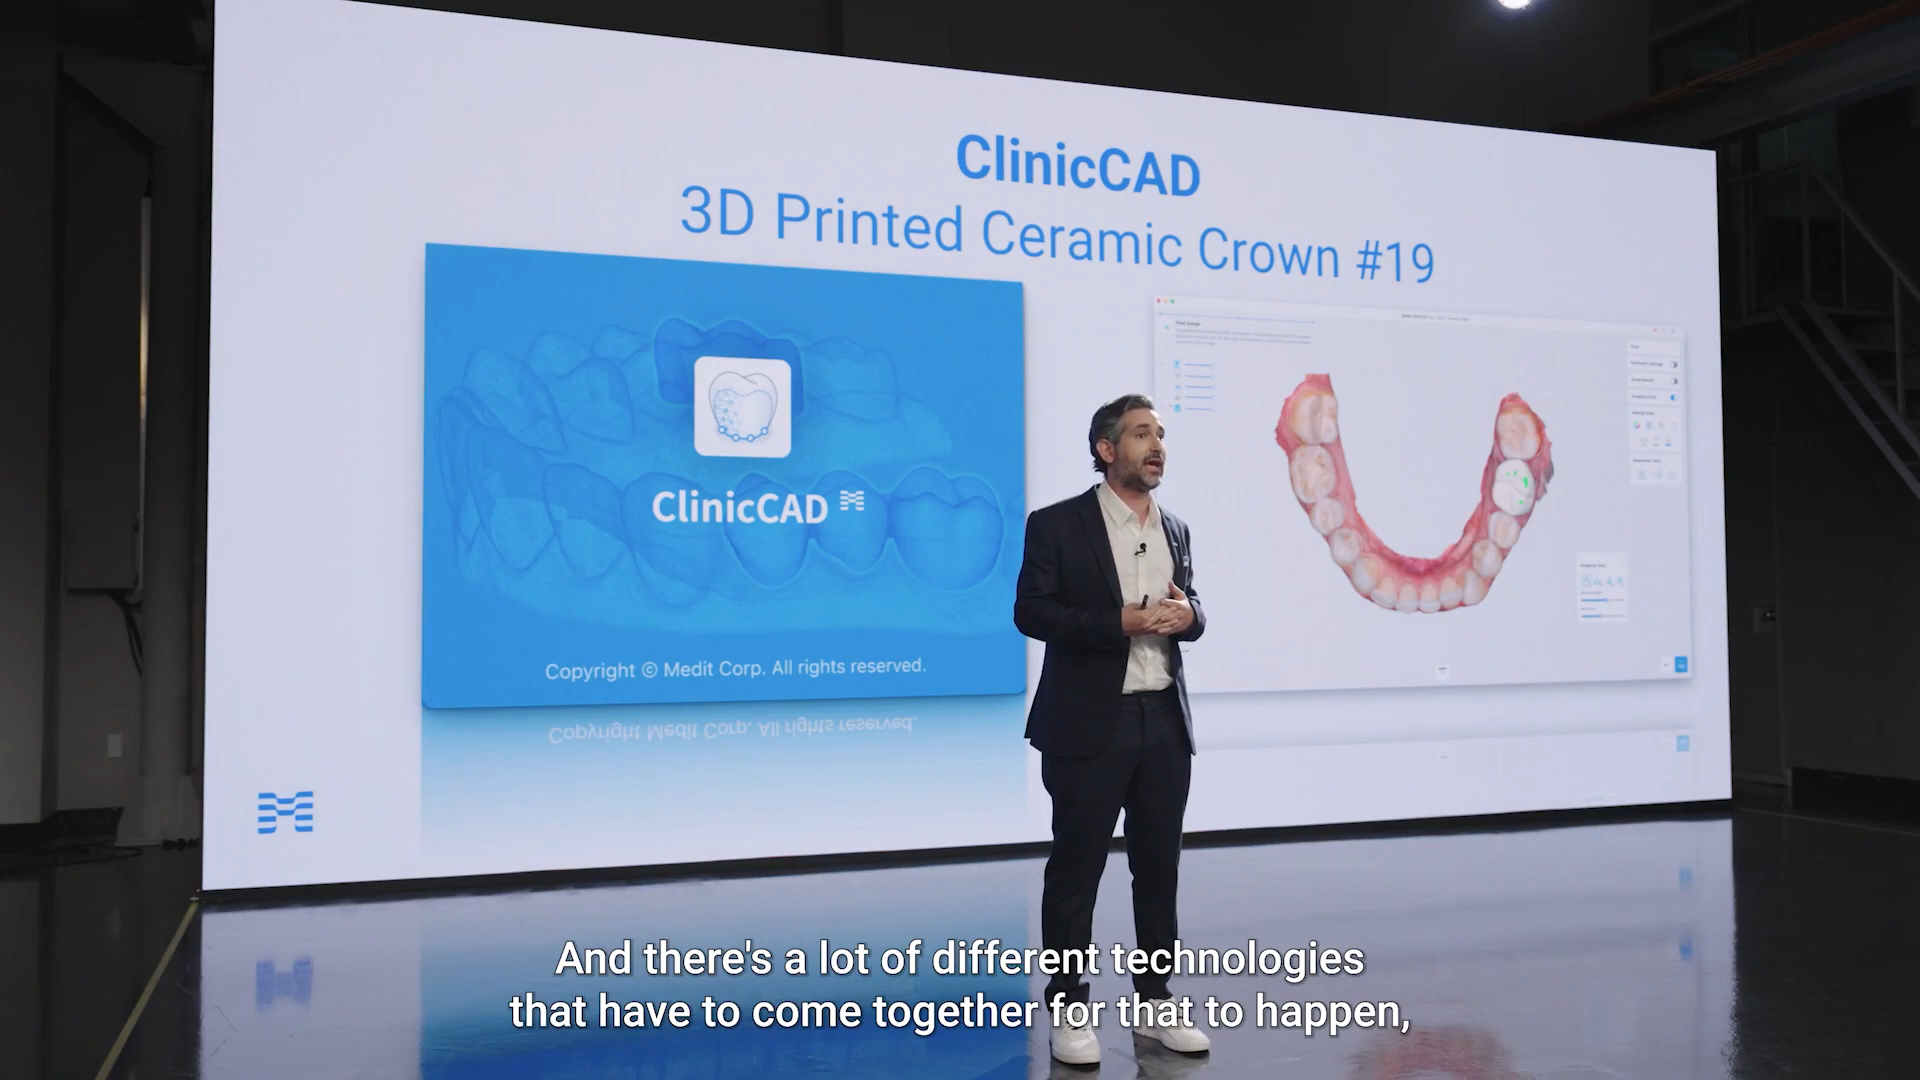 ClinicCAD
3D Printed Ceramic Crown #19
ClinicCAD
Copyright © Medit Corp. All rights reserved.
Copyright Medit Corp. All rights reserved.
And there's a lot of different technologies
that have to come together for that to happen,